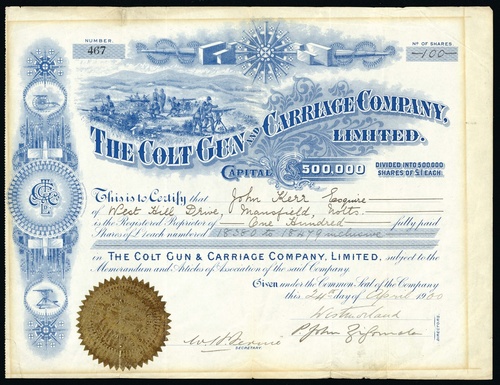 NUMBER.
467
Nº OF SHARES
100
THE COLT GUN AND CARRIAGE COMPANY,
LIMITED.
CAPITAL £500,000
DIVIDED INTO 500,000
SHARES OF £1 EACH
This is to Certify that John Kerr Esquire
of West Hill Drive, Mansfield, Notts.
is the Registered Proprietor of One Hundred fully paid
Shares of £1 each numbered 18380 @ 18479 inclusive
in THE COLT GUN & CARRIAGE COMPANY, LIMITED, subject to the
Memorandum and Articles of Association of the said Company.
Given under the Common Seal of the Company
this 24th day of April 1900
Westmorland
P. John
DIRECTORS.
SECRETARY.